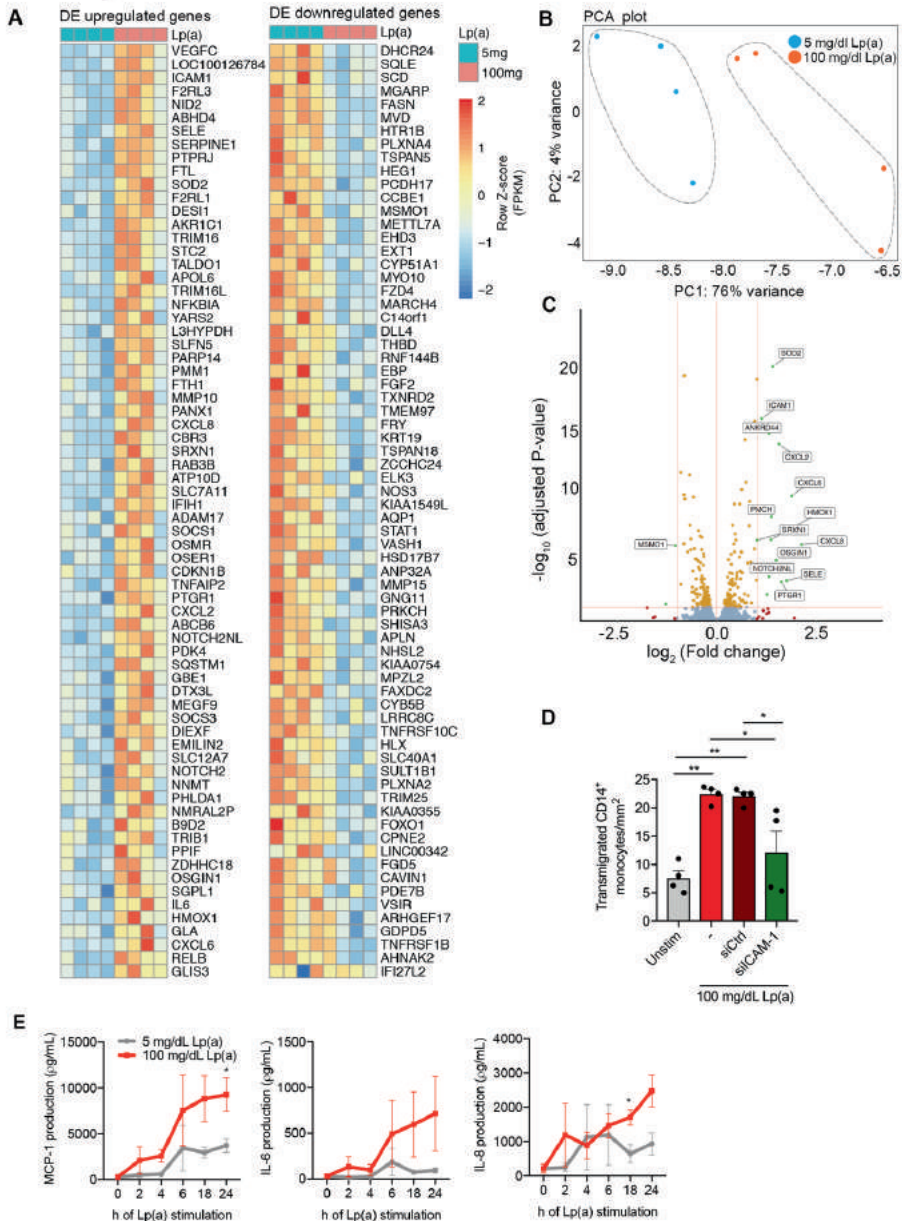 A
DE upregulated genes
Lp(a)
VEGFC
LOC100126784
ICAM1
F2RL3
NID2
ABHD4
SELE
SERPINE1
PTPRJ
FTL
SOD2
F2RL1
DESI1
AKR1C1
TRIM16
STC2
TALDO1
APOL6
TRIM16L
NFKBIA
YARS2
L3HYPDH
SLFN5
PARP14
PMM1
FTH1
MMP10
PANX1
CXCL8
CBR3
SRXN1
RAB3B
ATP10D
SLC7A11
IFIH1
ADAM17
SOCS1
OSMR
OSER1
CDKN1B
TNFAIP2
PTGR1
CXCL2
ABCB6
NOTCH2NL
PDK4
SQSTM1
GBE1
DTX3L
MEGF9
SOCS3
DIEXF
EMILIN2
SLC12A7
NOTCH2
NNMT
PHLDA1
NMRAL2P
B9D2
TRIB1
PPIF
ZDHHC18
OSGIN1
SGPL1
IL6
HMOX1
GLA
CXCL6
RELB
GLIS3
DE downregulated genes
Lp(a)
DHCR24
SQLE
SCD
MGARP
FASN
MVD
HTR1B
PLXNA4
TSPAN5
HEG1
PCDH17
CCBE1
MSMO1
METTL7A
EHD3
EXT1
CYP51A1
MYO10
FZD4
MARCH4
C14orf1
DLL4
THBD
RNF144B
EBP
FGF2
TXNRD2
TMEM97
FRY
KRT19
TSPAN18
ZCCHC24
ELK3
NOS3
KIAA1549L
AQP1
STAT1
VASH1
HSD17B7
ANP32A
MMP15
GNG11
PRKCH
SHISA3
APLN
NHSL2
KIAA0754
MPZL2
FAXDC2
CYB5B
LRRC8C
TNFRSF10C
HLX
SLC40A1
SULT1B1
PLXNA2
TRIM25
KIAA0355
FOXO1
CPNE2
LINC00342
FGD5
CAVIN1
PDE7B
VSIR
ARHGEF17
GDPD5
TNFRSF1B
AHNAK2
IFI27L2
Lp(a)
5mg
100mg
2
1
0
−1
−2
Row Z-score
(FPKM)
B
PCA plot
5 mg/dl Lp(a)
100 mg/dl Lp(a)
PC2: 4% variance
2
0
-2
-4
-9.0 -8.5 -8.0 -7.5 -7.0 -6.5
PC1: 76% variance
C
-log10 (adjusted P-value)
20
15
10
5
SOD2
ICAM1
ANKRD44
CXCL2
CXCL6
PMCH
HMOX1
SRXN1
MSMO1
CXCL8
OSGIN1
NOTCH2NL
SELE
PTGR1
-2.5 0.0 2.5
log2 (Fold change)
D
Transmigrated CD14+
monocytes/mm2
25
20
15
10
5
0
*
*
**
**
Unstim
-
siCtrl
siICAM-1
100 mg/dL Lp(a)
E
5 mg/dL Lp(a)
100 mg/dL Lp(a)
MCP-1 production (pg/mL)
15000
10000
5000
0
*
0 2 4 6 18 24
h of Lp(a) stimulation
IL-6 production (pg/mL)
1500
1000
500
0
0 2 4 6 18 24
h of Lp(a) stimulation
IL-8 production (pg/mL)
4000
3000
2000
1000
0
*
0 2 4 6 18 24
h of Lp(a) stimulation